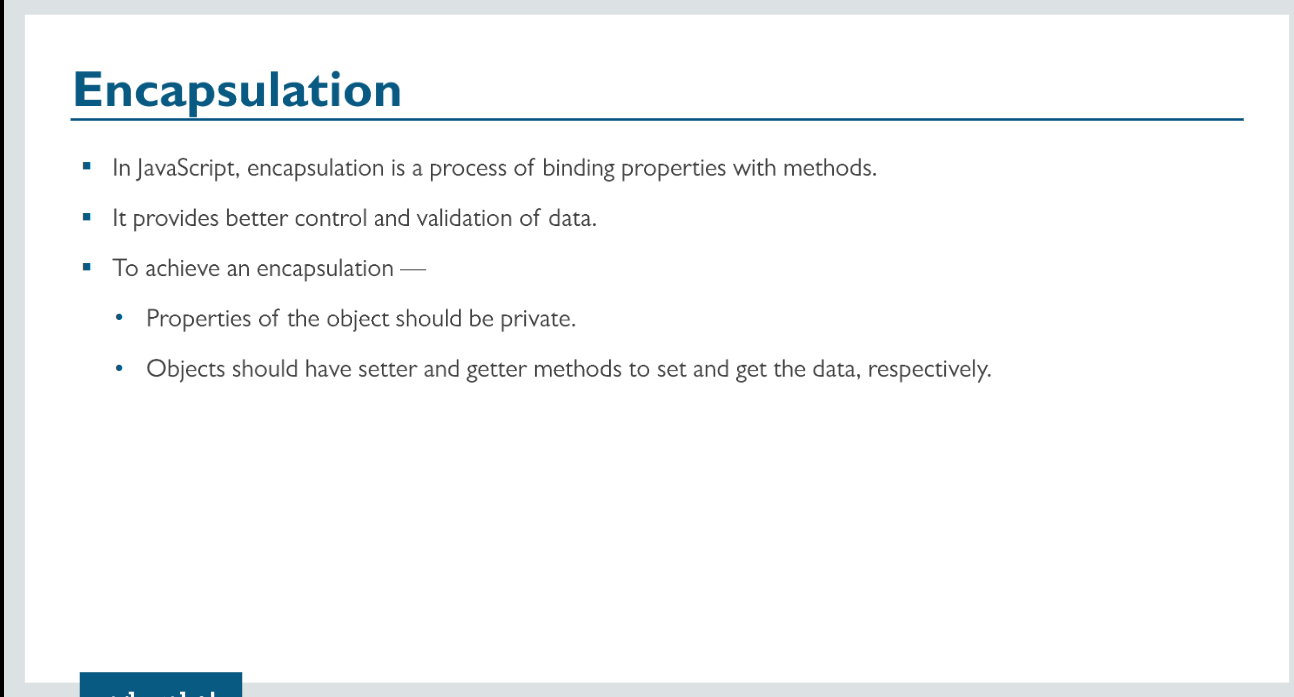 Encapsulation
In JavaScript, encapsulation is a process of binding properties with methods.
It provides better control and validation of data.
To achieve an encapsulation —
Properties of the object should be private.
Objects should have setter and getter methods to set and get the data, respectively.